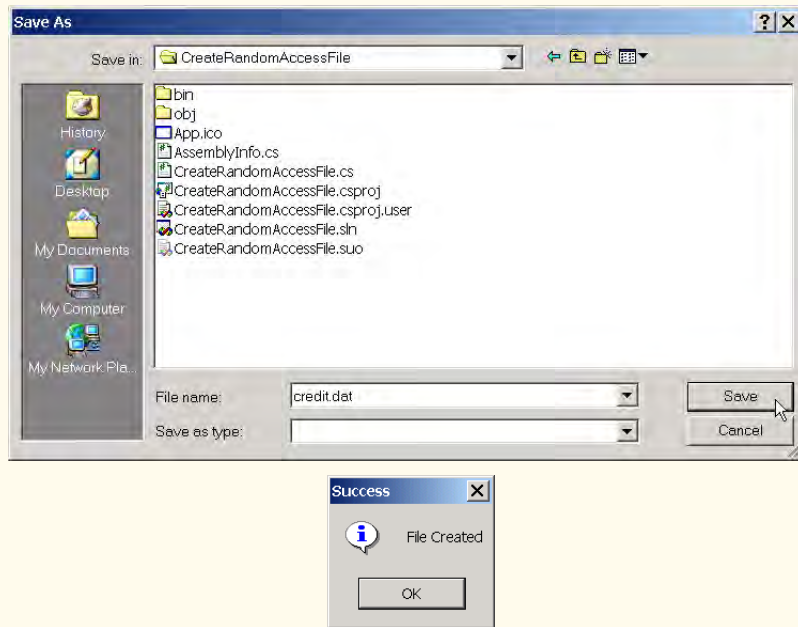 Save As
Save in: CreateRandomAccessFile
bin
obj
App.ico
AssemblyInfo.cs
CreateRandomAccessFile.cs
CreateRandomAccessFile.csproj
CreateRandomAccessFile.csproj.user
CreateRandomAccessFile.sln
CreateRandomAccessFile.suo
History
Desktop
My Documents
My Computer
My Network Pla...
File name: credit.dat
Save
Save as type:
Cancel
Success
File Created
OK